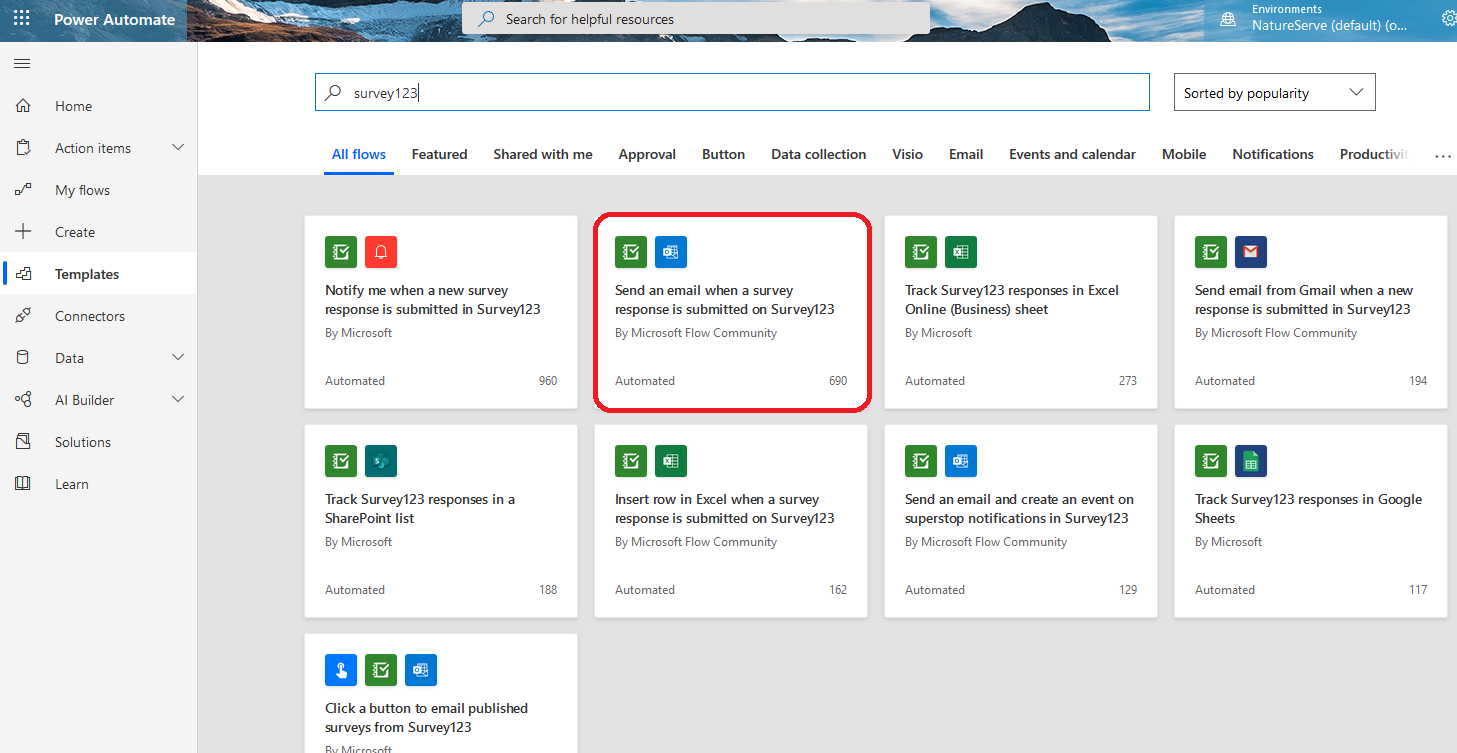 Power Automate
Search for helpful resources
Environments
NatureServe (default) (o...
survey123
Sorted by popularity
Home
Action items
My flows
Create
Templates
Connectors
Data
AI Builder
Solutions
Learn
All flows
Featured
Shared with me
Approval
Button
Data collection
Visio
Email
Events and calendar
Mobile
Notifications
Productivit
...
Notify me when a new survey
response is submitted in Survey123
By Microsoft
Automated
960
Send an email when a survey
response is submitted on Survey123
By Microsoft Flow Community
Automated
690
Track Survey123 responses in Excel
Online (Business) sheet
By Microsoft
Automated
273
Send email from Gmail when a new
response is submitted in Survey123
By Microsoft Flow Community
Automated
194
Track Survey123 responses in a
SharePoint list
By Microsoft
Automated
188
Insert row in Excel when a survey
response is submitted on Survey123
By Microsoft Flow Community
Automated
162
Send an email and create an event on
superstop notifications in Survey123
By Microsoft Flow Community
Automated
129
Track Survey123 responses in Google
Sheets
By Microsoft
Automated
117
Click a button to email published
surveys from Survey123
By Microsoft